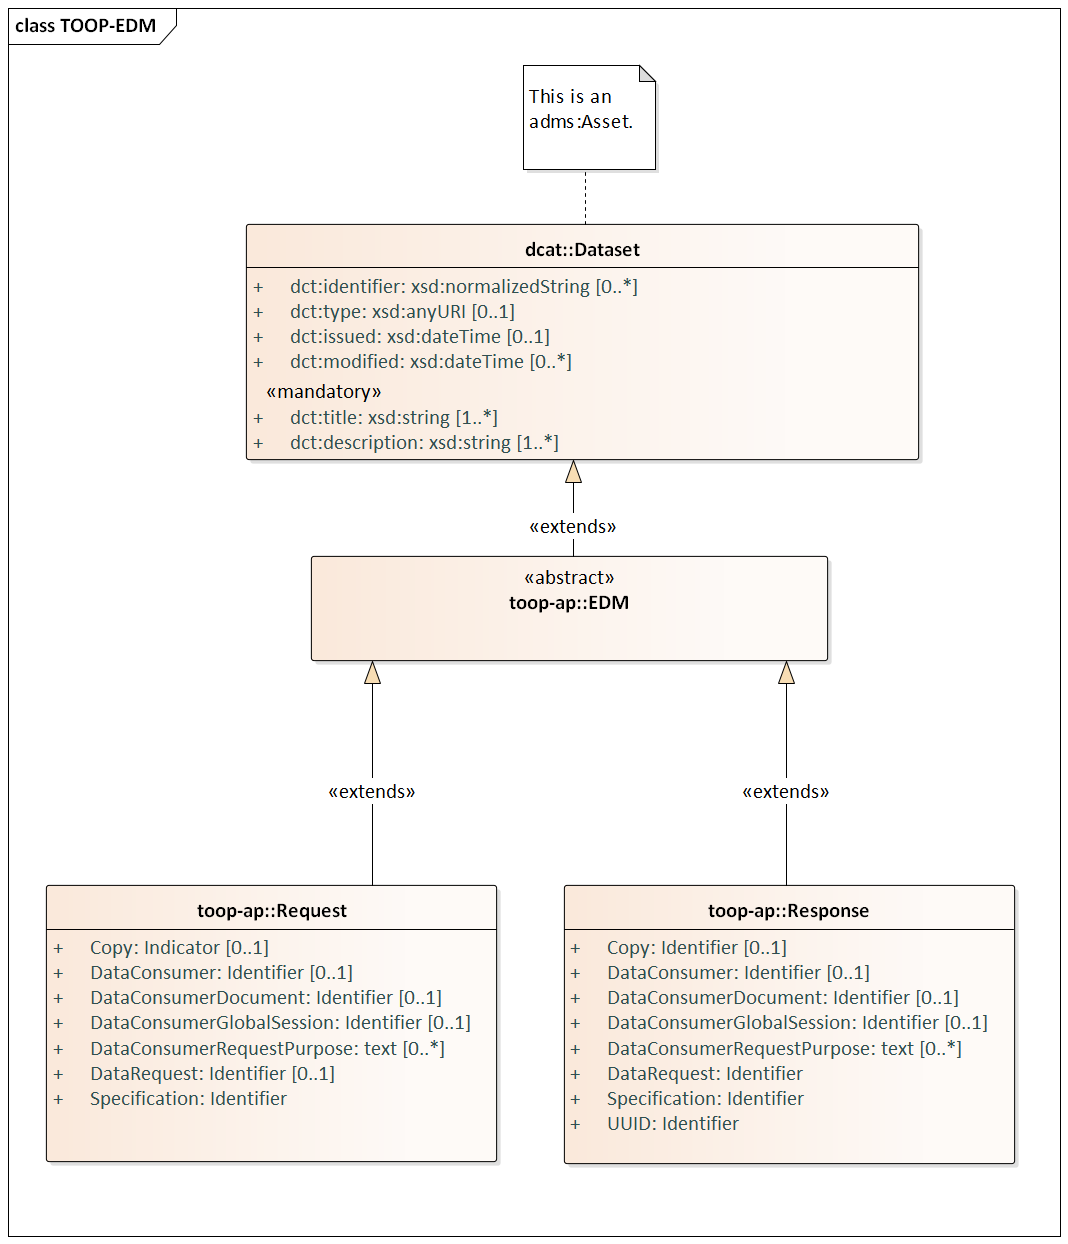 class TOOP-EDM
This is an
adms:Asset.
dcat::Dataset
+ dct:identifier: xsd:normalizedString [0..*]
+ dct:type: xsd:anyURI [0..1]
+ dct:issued: xsd:dateTime [0..1]
+ dct:modified: xsd:dateTime [0..*]
«mandatory»
+ dct:title: xsd:string [1..*]
+ dct:description: xsd:string [1..*]
«extends»
«abstract»
toop-ap::EDM
«extends»
«extends»
toop-ap::Request
+ Copy: Indicator [0..1]
+ DataConsumer: Identifier [0..1]
+ DataConsumerDocument: Identifier [0..1]
+ DataConsumerGlobalSession: Identifier [0..1]
+ DataConsumerRequestPurpose: text [0..*]
+ DataRequest: Identifier [0..1]
+ Specification: Identifier
toop-ap::Response
+ Copy: Identifier [0..1]
+ DataConsumer: Identifier [0..1]
+ DataConsumerDocument: Identifier [0..1]
+ DataConsumerGlobalSession: Identifier [0..1]
+ DataConsumerRequestPurpose: text [0..*]
+ DataRequest: Identifier
+ Specification: Identifier
+ UUID: Identifier